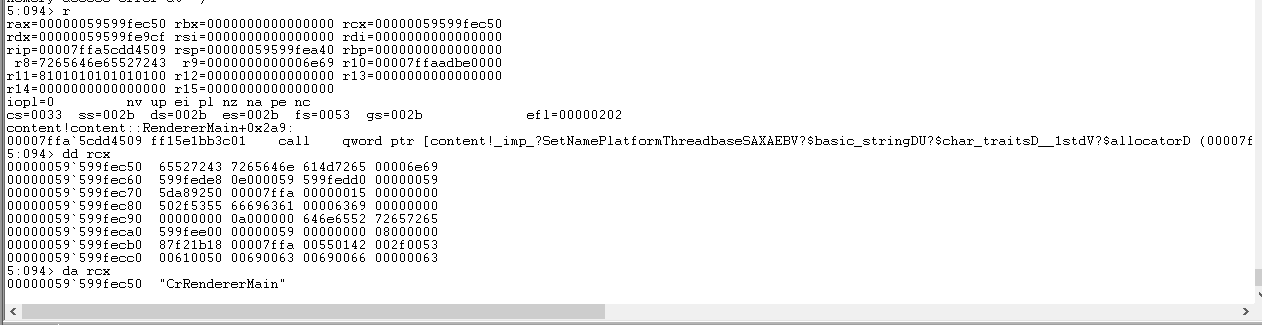 5:094> r
rax=00000059599fec50 rbx=0000000000000000 rcx=00000059599fec50
rdx=00000059599fe9cf rsi=0000000000000000 rdi=0000000000000000
rip=00007ffa5cdd4509 rsp=00000059599fea40 rbp=0000000000000000
r8=7265646e65527243 r9=0000000000006e69 r10=00007ffaadbe0000
r11=8101010101010100 r12=0000000000000000 r13=0000000000000000
r14=0000000000000000 r15=0000000000000000
iopl=0 nv up ei pl nz na pe nc
cs=0033 ss=002b ds=002b es=002b fs=0053 gs=002b efl=00000202
content!content::RendererMain+0x2a9:
00007ffa`5cdd4509 ff15e1bb3c01 call qword ptr [content!_imp_?SetNamePlatformThreadbaseSAXAEBV?$basic_stringDU?$char_traitsD__1stdV?$allocatorD (00007f
5:094> dd rcx
00000059`599fec50 65527243 7265646e 614d7265 00006e69
00000059`599fec60 599fede8 0e000059 599fedd0 00000059
00000059`599fec70 5da89250 00007ffa 00000015 00000000
00000059`599fec80 502f5355 66696361 00006369 00000000
00000059`599fec90 00000000 0a000000 646e6552 72657265
00000059`599feca0 599fee00 00000059 00000000 08000000
00000059`599fecb0 87f21b18 00007ffa 00550142 002f0053
00000059`599fecc0 00610050 00690063 00690066 00000063
5:094> da rcx
00000059`599fec50 "CrRendererMain"